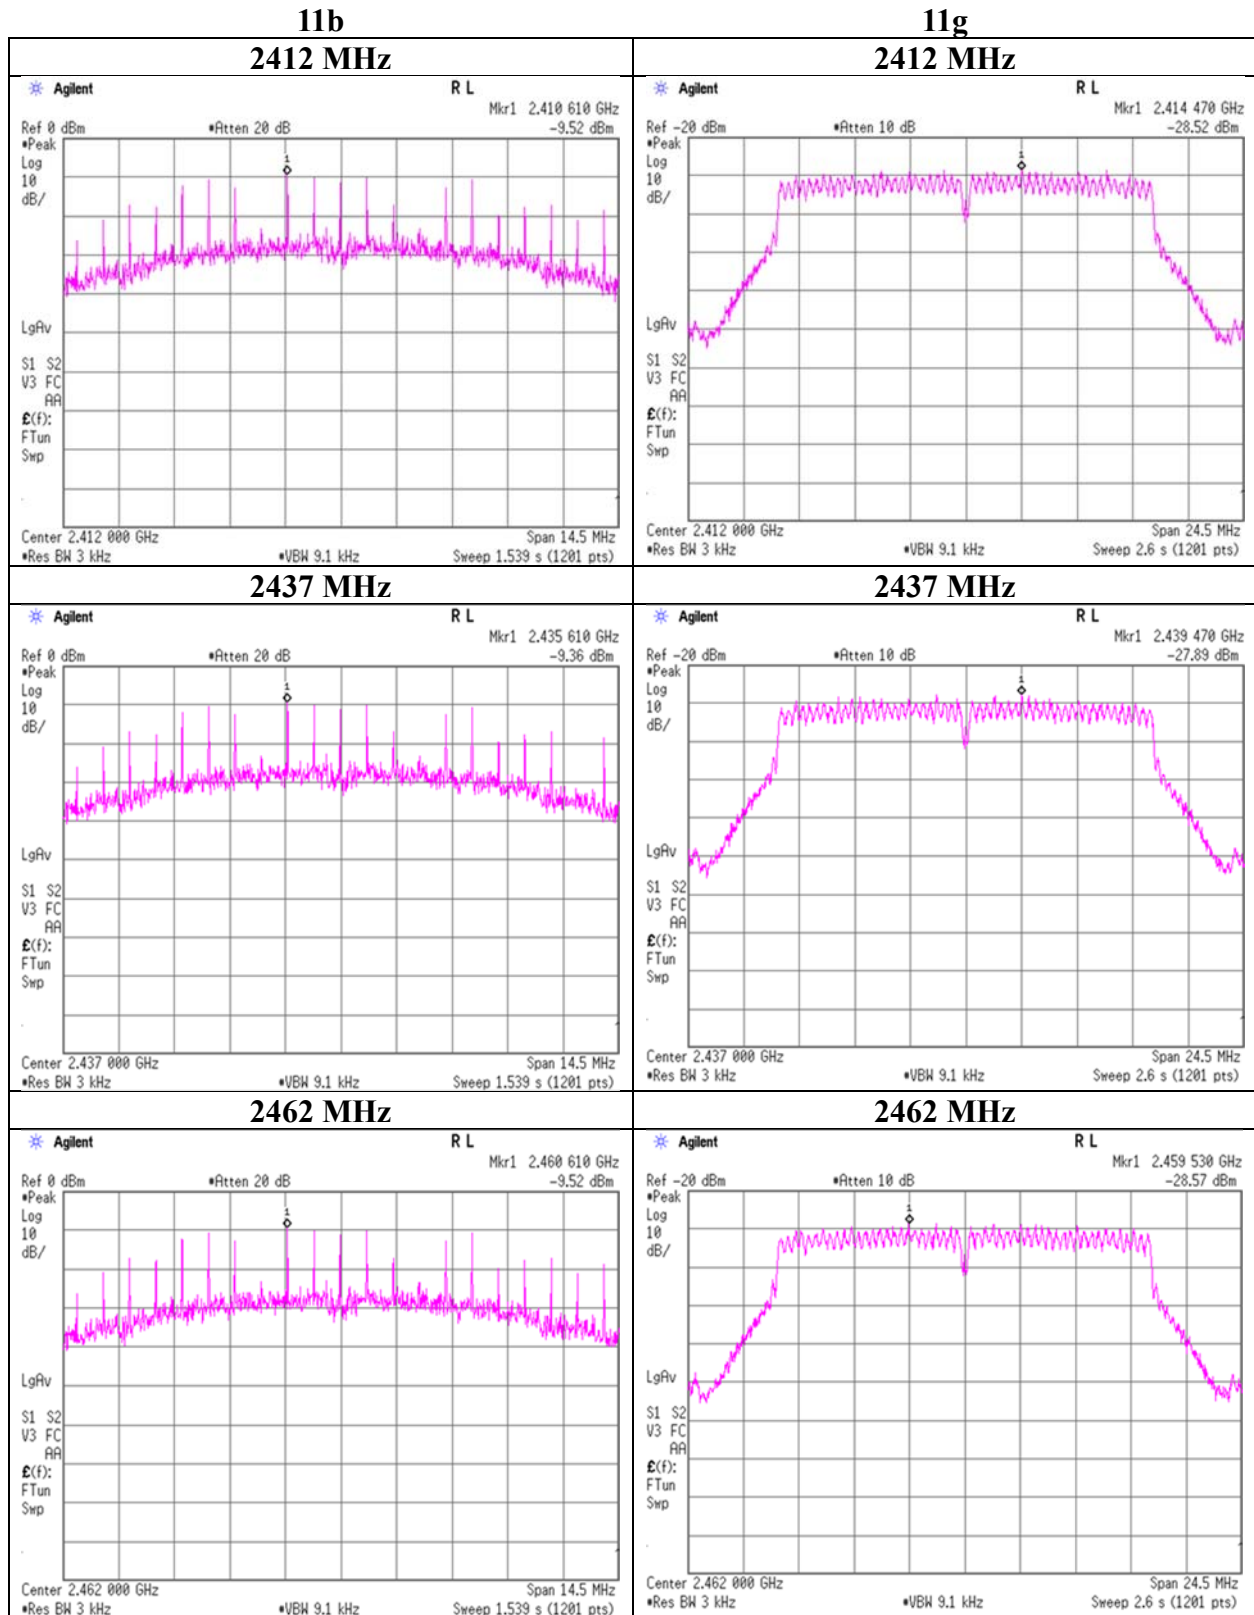 11b 11g
2412 MHz 2412 MHz
Agilent R L
Mkr1 2.410 610 GHz
Ref 0 dBm *Atten 20 dB -9.52 dBm
*Peak
Log
10
dB/
1
LgAv
S1 S2
V3 FC
AA
£(f):
FTun
Swp
Center 2.412 000 GHz Span 14.5 MHz
*Res BW 3 kHz *VBW 9.1 kHz Sweep 1.539 s (1201 pts)
Agilent R L
Mkr1 2.414 470 GHz
Ref -20 dBm *Atten 10 dB -28.52 dBm
*Peak
Log
10
dB/
1
LgAv
S1 S2
V3 FC
AA
£(f):
FTun
Swp
Center 2.412 000 GHz Span 24.5 MHz
*Res BW 3 kHz *VBW 9.1 kHz Sweep 2.6 s (1201 pts)
2437 MHz 2437 MHz
Agilent R L
Mkr1 2.435 610 GHz
Ref 0 dBm *Atten 20 dB -9.36 dBm
*Peak
Log
10
dB/
1
LgAv
S1 S2
V3 FC
AA
£(f):
FTun
Swp
Center 2.437 000 GHz Span 14.5 MHz
*Res BW 3 kHz *VBW 9.1 kHz Sweep 1.539 s (1201 pts)
Agilent R L
Mkr1 2.439 470 GHz
Ref -20 dBm *Atten 10 dB -27.89 dBm
*Peak
Log
10
dB/
1
LgAv
S1 S2
V3 FC
AA
£(f):
FTun
Swp
Center 2.437 000 GHz Span 24.5 MHz
*Res BW 3 kHz *VBW 9.1 kHz Sweep 2.6 s (1201 pts)
2462 MHz 2462 MHz
Agilent R L
Mkr1 2.460 610 GHz
Ref 0 dBm *Atten 20 dB -9.52 dBm
*Peak
Log
10
dB/
1
LgAv
S1 S2
V3 FC
AA
£(f):
FTun
Swp
Center 2.462 000 GHz Span 14.5 MHz
*Res BW 3 kHz *VBW 9.1 kHz Sweep 1.539 s (1201 pts)
Agilent R L
Mkr1 2.459 530 GHz
Ref -20 dBm *Atten 10 dB -28.57 dBm
*Peak
Log
10
dB/
1
LgAv
S1 S2
V3 FC
AA
£(f):
FTun
Swp
Center 2.462 000 GHz Span 24.5 MHz
*Res BW 3 kHz *VBW 9.1 kHz Sweep 2.6 s (1201 pts)